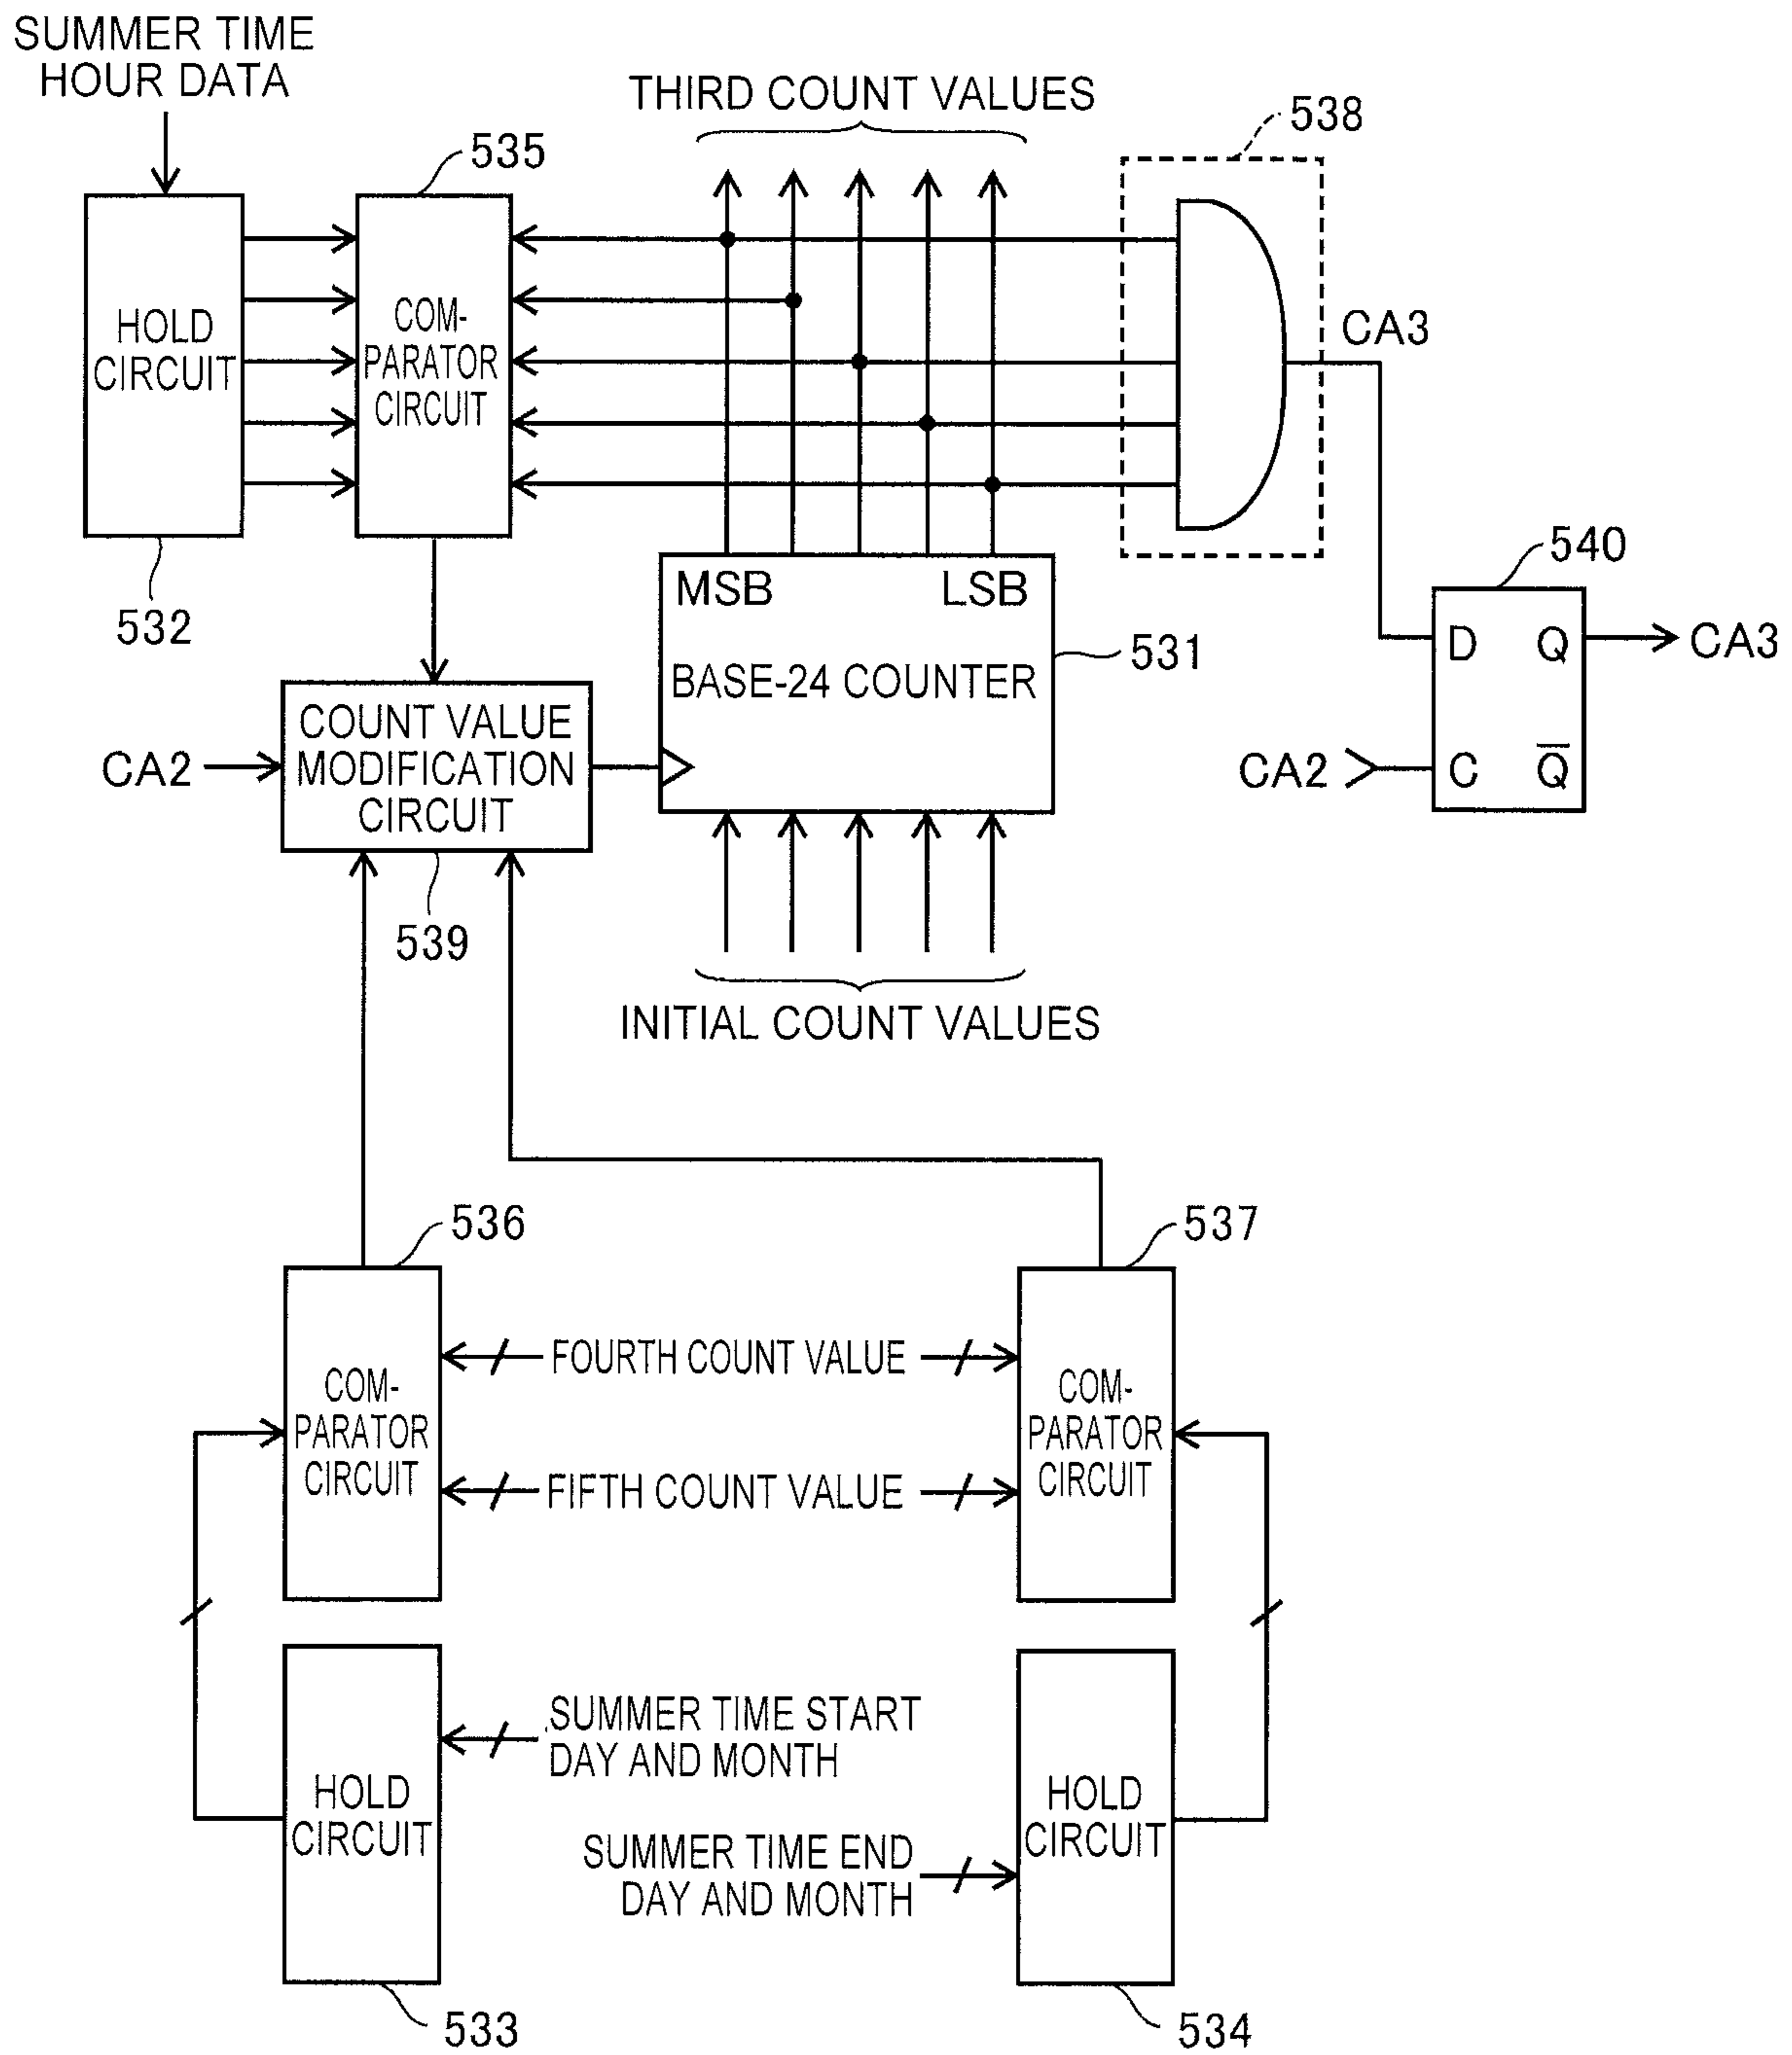 SUMMER TIME
HOUR DATA
THIRD COUNT VALUES
538
535
HOLD
CIRCUIT
COM-
PARATOR
CIRCUIT
CA3
532
MSB
LSB
BASE-24 COUNTER
531
540
D
Q
CA3
CA2
C
Q̅
CA2
COUNT VALUE
MODIFICATION
CIRCUIT
539
INITIAL COUNT VALUES
536
537
COM-
PARATOR
CIRCUIT
FOURTH COUNT VALUE
FIFTH COUNT VALUE
COM-
PARATOR
CIRCUIT
HOLD
CIRCUIT
SUMMER TIME START
DAY AND MONTH
SUMMER TIME END
DAY AND MONTH
HOLD
CIRCUIT
533
534